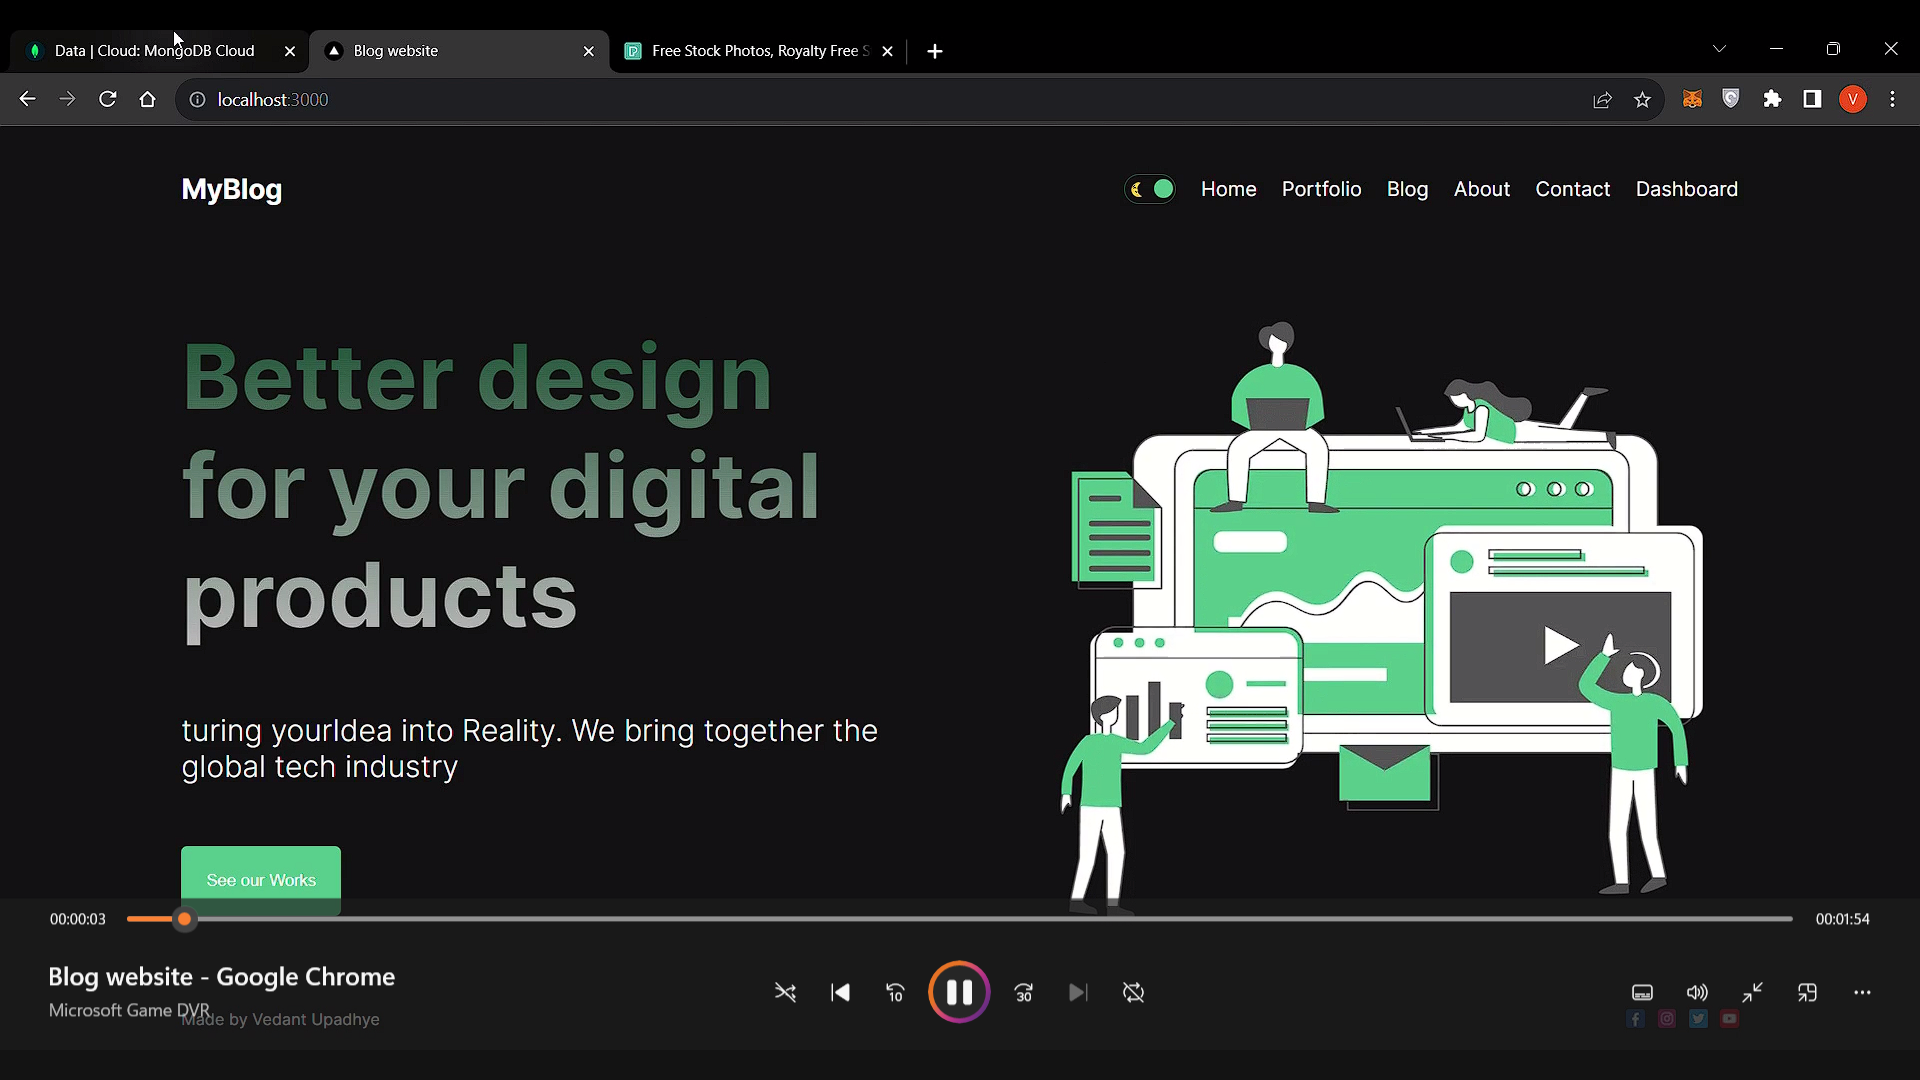 Data | Cloud: MongoDB Cloud
Blog website
Free Stock Photos, Royalty Free S
localhost:3000
V
MyBlog
Home Portfolio Blog About Contact Dashboard
Better design
for your digital
products
turing yourIdea into Reality. We bring together the
global tech industry
See our Works
00:00:03
00:01:54
Blog website - Google Chrome
Microsoft Game DVR
Made by Vedant Upadhye
10
30